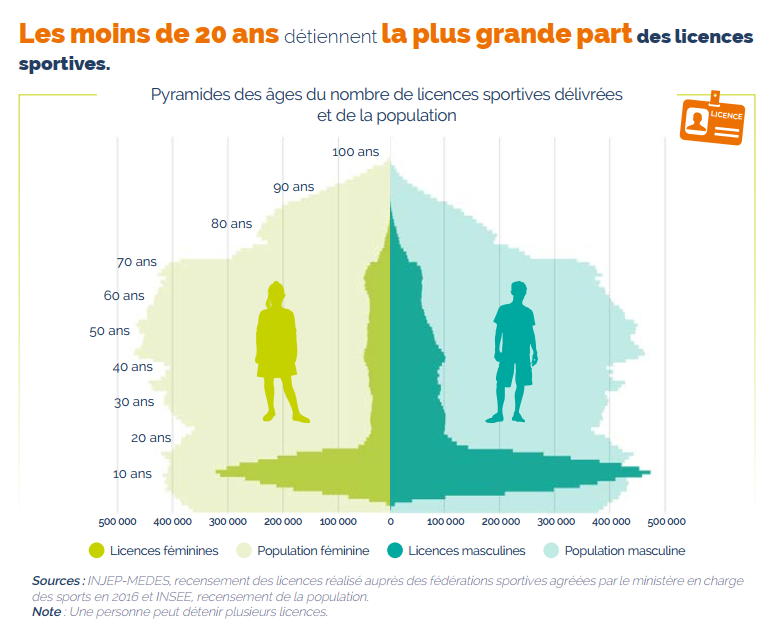 Les moins de 20 ans détiennent la plus grande part des licences
sportives.
Pyramides des âges du nombre de licences sportives délivrées
et de la population
LICENCE
100 ans
90 ans
80 ans
70 ans
60 ans
50 ans
40 ans
30 ans
20 ans
10 ans
500 000 400 000 300 000 200 000 100 000 0 100 000 200 000 300 000 400 000 500 000
Licences féminines Population féminine Licences masculines Population masculine
Sources : INJEP-MEDES, recensement des licences réalisé auprès des fédérations sportives agréées par le ministère en charge
des sports en 2016 et INSEE, recensement de la population.
Note : Une personne peut détenir plusieurs licences.